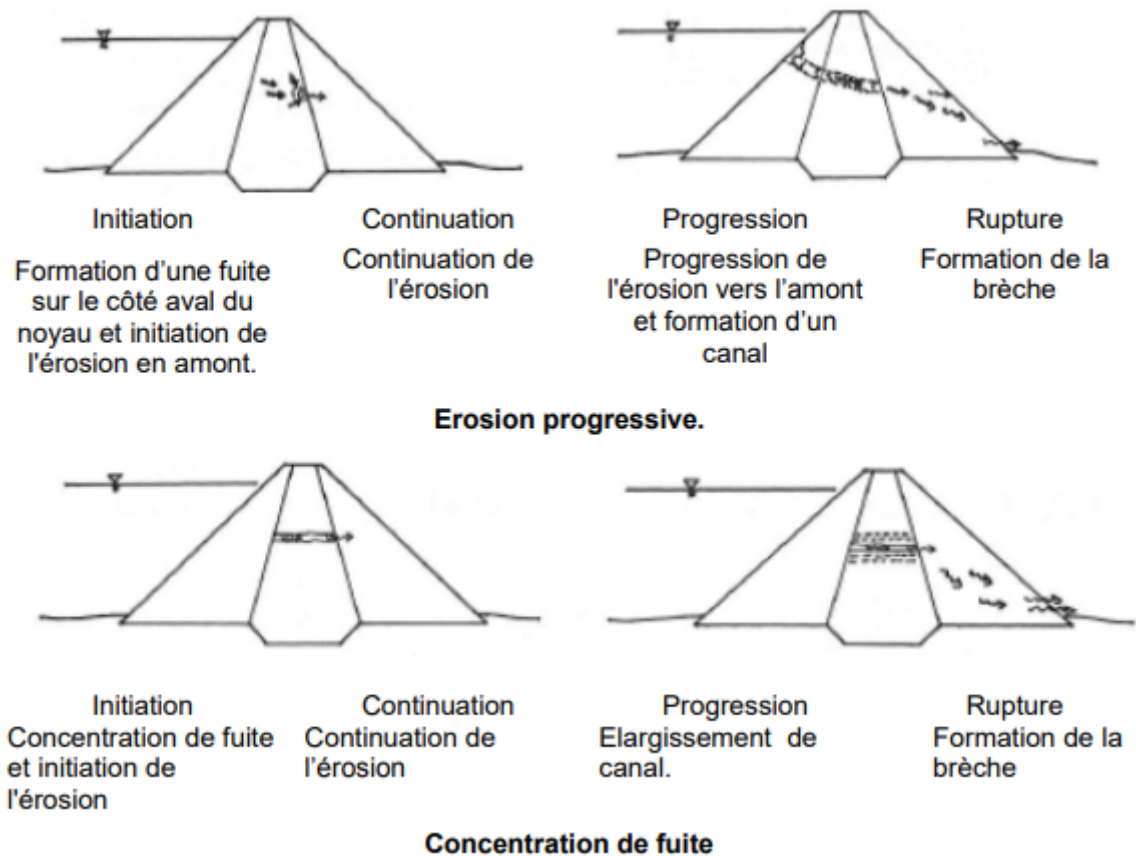 Initiation Continuation Progression Rupture
Formation d'une fuite
sur le côté aval du
noyau et initiation de
l'érosion en amont.
Continuation de
l'érosion
Progression de
l'érosion vers l'amont
et formation d'un
canal
Formation de la
brèche
Erosion progressive.
Initiation Continuation Progression Rupture
Concentration de fuite
et initiation de
l'érosion
Continuation de
l'érosion
Elargissement de
canal.
Formation de la
brèche
Concentration de fuite